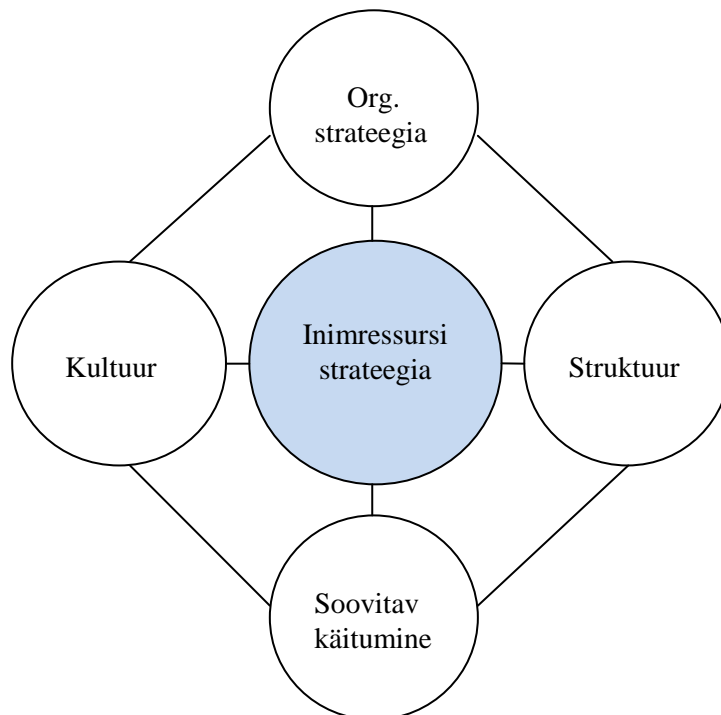 Org.
strateegia
Kultuur
Inimressursi
strateegia
Struktuur
Soovitav
käitumine